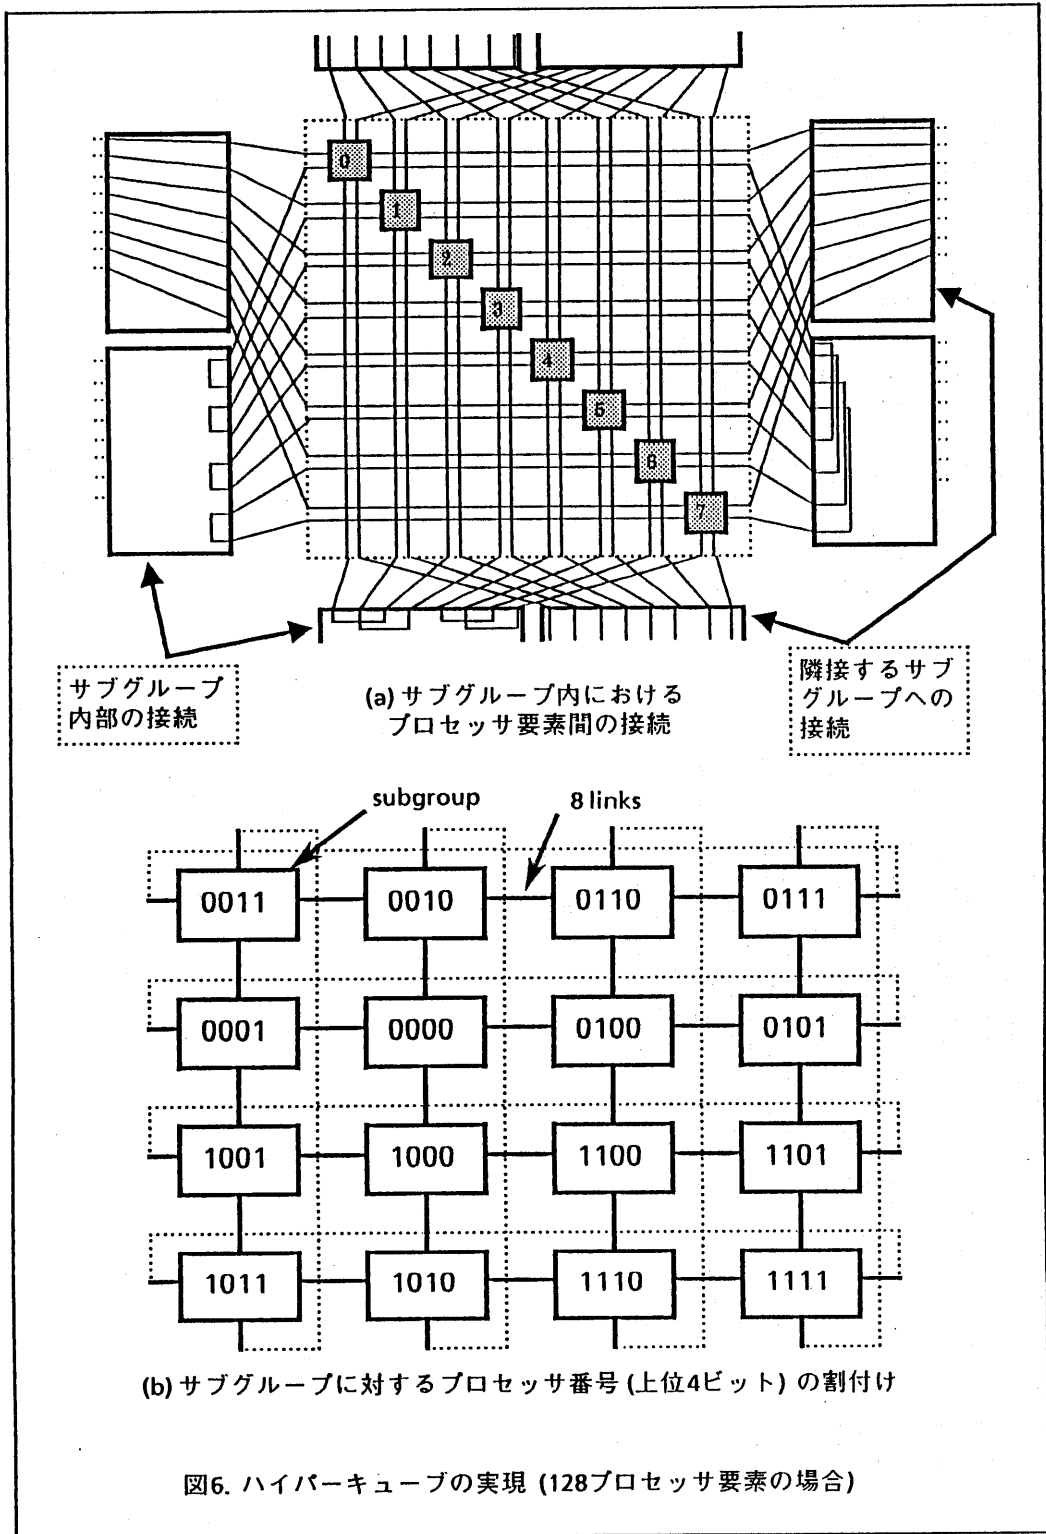 0
1
2
3
4
5
6
7
サブグループ
内部の接続
(a) サブグループ内における
プロセッサ要素間の接続
隣接するサブ
グループへの
接続
subgroup
8 links
0011 0010 0110 0111
0001 0000 0100 0101
1001 1000 1100 1101
1011 1010 1110 1111
(b) サブグループに対するプロセッサ番号 (上位4ビット) の割付け
図6. ハイパーキューブの実現 (128プロセッサ要素の場合)